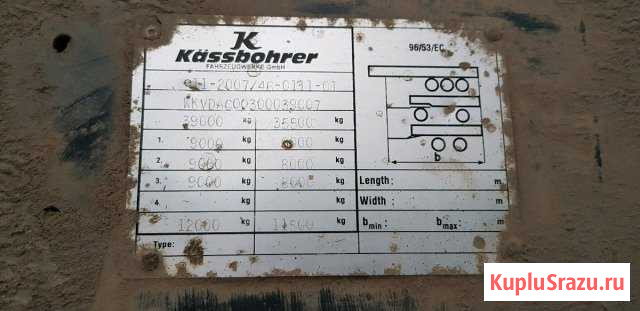 K
Kässbohrer
FAHRZEUGWERKE GmbH
e11-2007/46-0131-01
39000 kg 35500 kg
1. 9000 kg 8000 kg
2. 9000 kg 8000 kg
3. 9000 kg 8000 kg
4. kg kg
12000 kg 11500 kg
Type:
96/53/EC
b
Length: m
Width: m
b min: b max m
KupluSrazu.ru